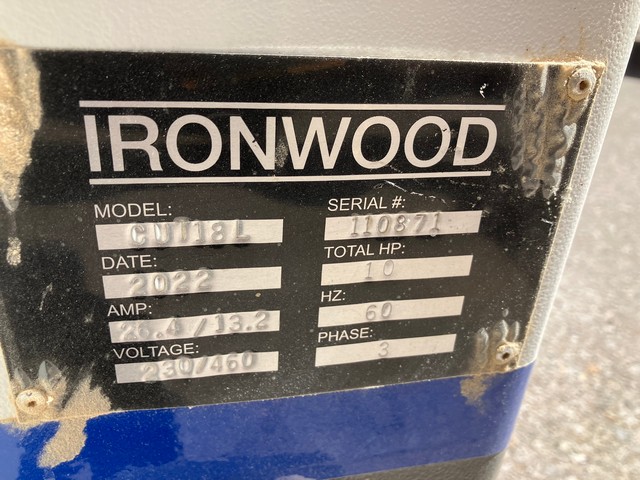 IRONWOOD
MODEL:
SERIAL #:
110871
DATE:
2022
TOTAL HP:
10
AMP:
26.4/13.2
HZ:
60
VOLTAGE:
230/460
PHASE:
3